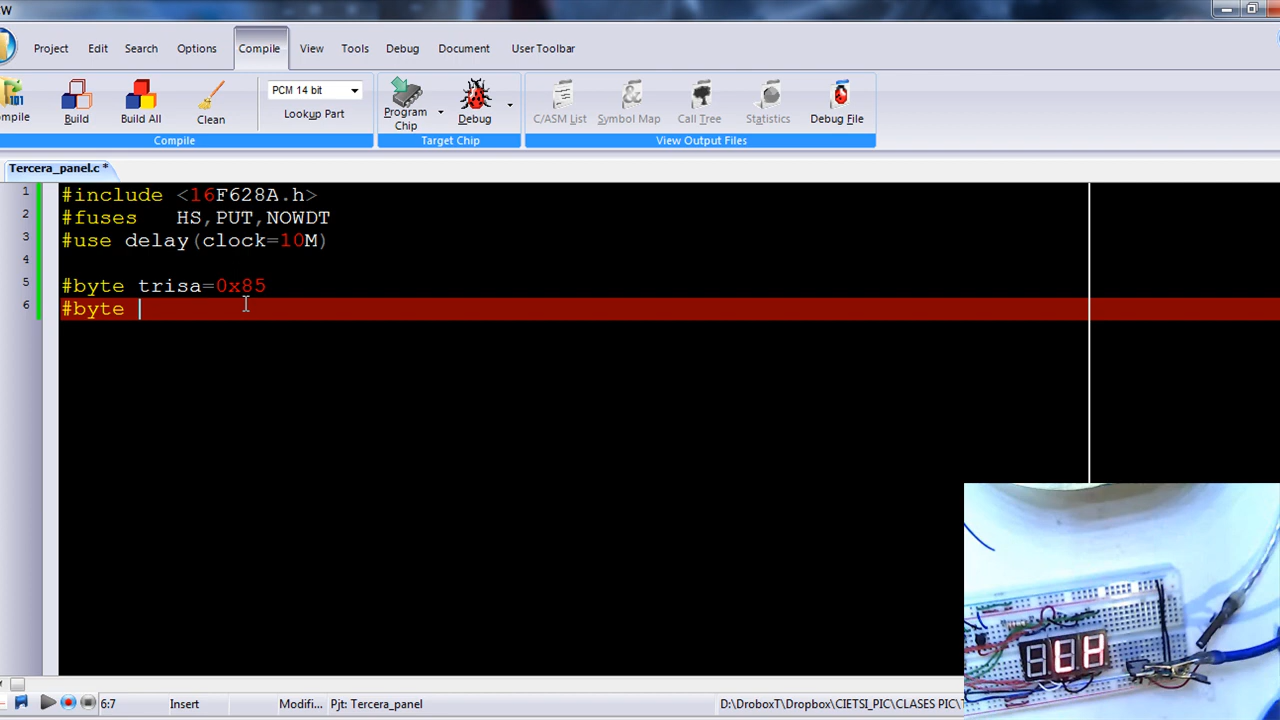 W
Project Edit Search Options Compile View Tools Debug Document User Toolbar
PCM 14 bit
Lookup Part
Compile Build Build All Clean
Program Chip
Debug
C/ASM List Symbol Map Call Tree Statistics Debug File
Compile Target Chip View Output Files
Tercera_panel.c *
1 #include <16F628A.h>
2 #fuses HS,PUT,NOWDT
3 #use delay(clock=10M)
4
5 #byte trisa=0x85
6 #byte
6:7 Insert Modifi... Pjt: Tercera_panel D:\DroboxT\Dropbox\CIETSI_PIC\CLASES PIC\T